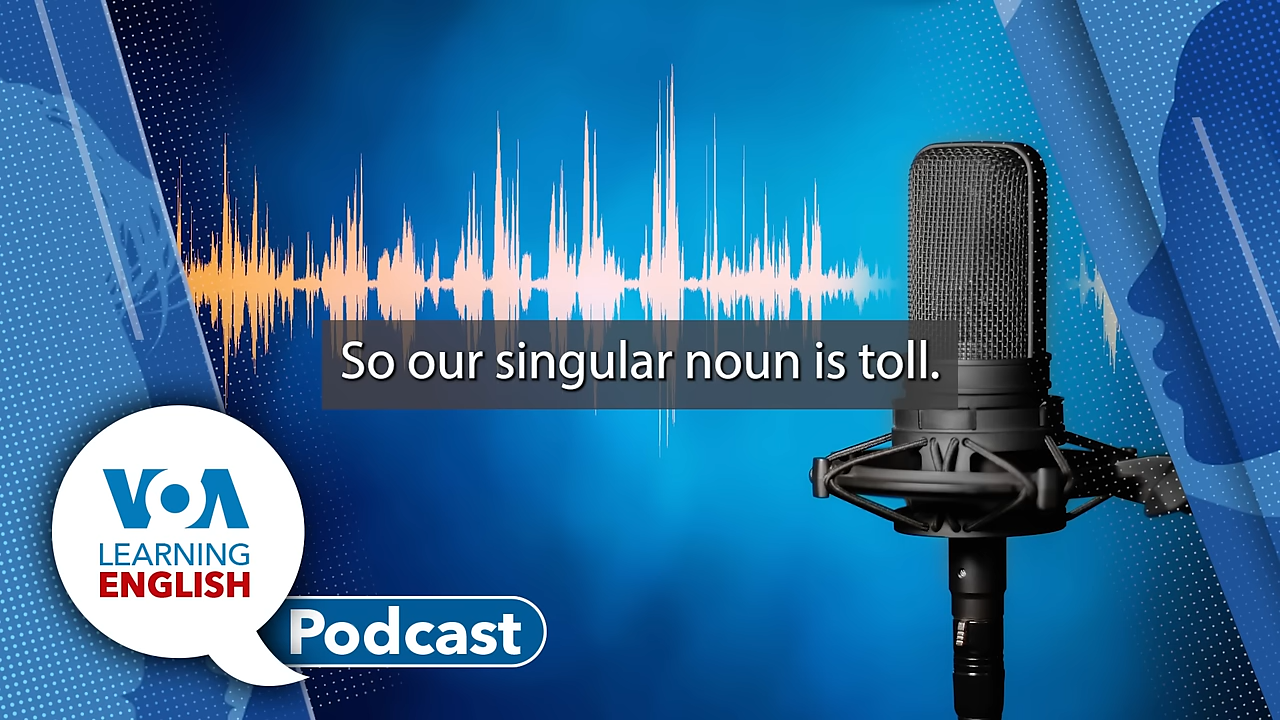 So our singular noun is toll.
VOA
LEARNING
ENGLISH
Podcast